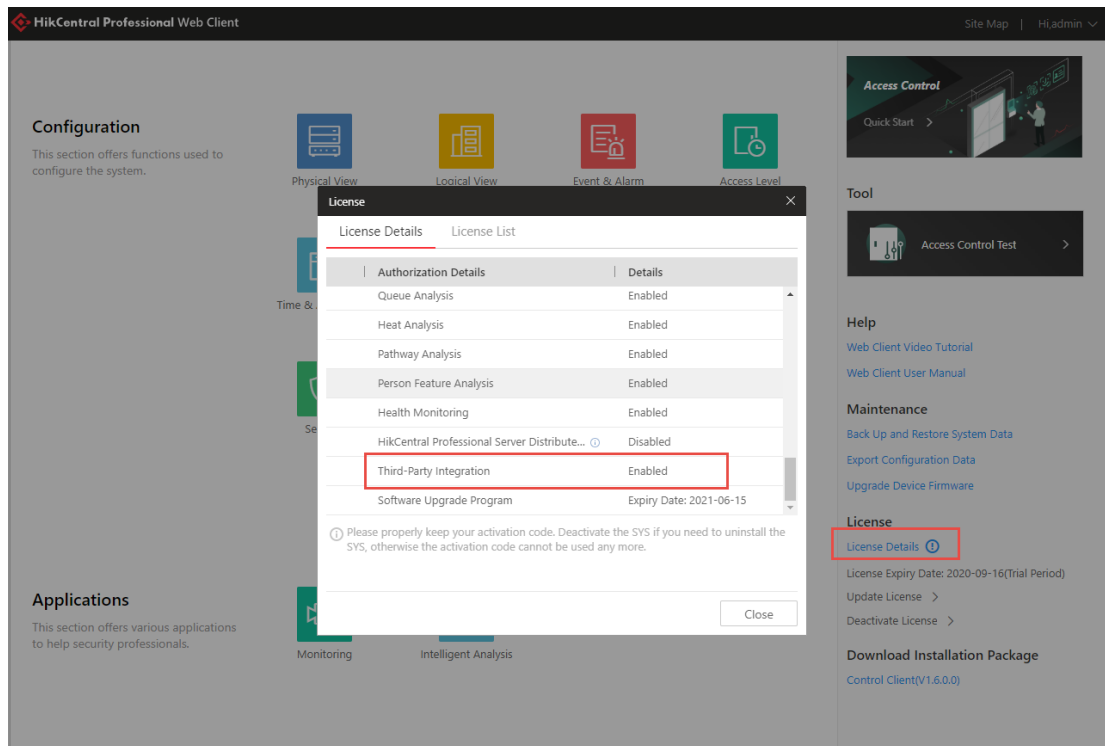 HikCentral Professional Web Client
Site Map | Hi,admin
Configuration
This section offers functions used to
configure the system.
Physical View
Logical View
Event & Alarm
Access Level
Time &
Se
License
License Details
License List
Authorization Details
Details
Queue Analysis
Enabled
Heat Analysis
Enabled
Pathway Analysis
Enabled
Person Feature Analysis
Enabled
Health Monitoring
Enabled
HikCentral Professional Server Distribute...
Disabled
Third-Party Integration
Enabled
Software Upgrade Program
Expiry Date: 2021-06-15
Please properly keep your activation code. Deactivate the SYS if you need to uninstall the
SYS, otherwise the activation code cannot be used any more.
Close
Applications
This section offers various applications
to help security professionals.
Monitoring
Intelligent Analysis
Access Control
Quick Start
Tool
Access Control Test
Help
Web Client Video Tutorial
Web Client User Manual
Maintenance
Back Up and Restore System Data
Export Configuration Data
Upgrade Device Firmware
License
License Details
License Expiry Date: 2020-09-16(Trial Period)
Update License
Deactivate License
Download Installation Package
Control Client(V1.6.0.0)